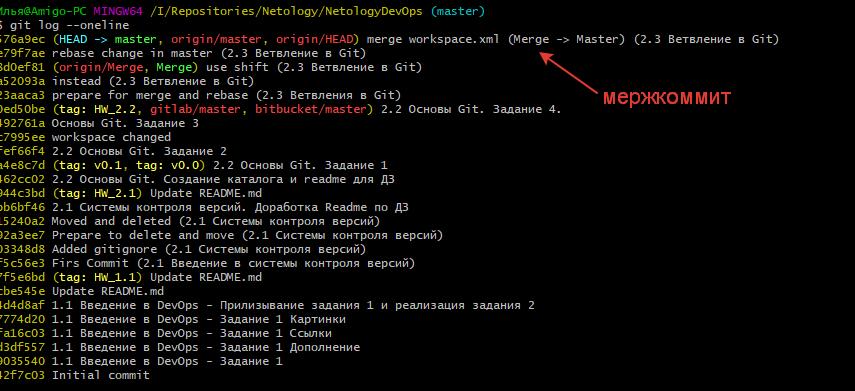 Илья@Amigo-PC MINGW64 /I/Repositories/Netology/NetologyDevOps (master)
$ git log --oneline
576a9ec (HEAD -> master, origin/master, origin/HEAD) merge workspace.xml (Merge -> Master) (2.3 Ветвление в Git)
e79f7ae rebase change in master (2.3 Ветвление в Git)
8d0ef81 (origin/Merge, Merge) use shift (2.3 Ветвление в Git)
a52093a instead (2.3 Ветвление в Git)
23aaca3 prepare for merge and rebase (2.3 Ветвление в Git)
мержкоммит
0ed50be (tag: HW_2.2, gitlab/master, bitbucket/master) 2.2 Основы Git. Задание 4.
492761a Основы Git. Задание 3
c7995ee workspace changed
fef66f4 2.2 Основы Git. Задание 2
a4e8c7d (tag: v0.1, tag: v0.0) 2.2 Основы Git. Задание 1
462cc02 2.2 Основы Git. Создание каталога и readme для ДЗ
944c3bd (tag: HW_2.1) Update README.md
bb6bf46 2.1 Системы контроля версий. Доработка Readme по ДЗ
15240a2 Moved and deleted (2.1 Системы контроля версий)
92a3ee7 Prepare to delete and move (2.1 Системы контроля версий)
03348d8 Added gitignore (2.1 Системы контроля версий)
f5c56e3 Firs Commit (2.1 Введение в системы контроля версий)
7f5e6bd (tag: HW_1.1) Update README.md
cbe545e Update README.md
4d4d8af 1.1 Введение в DevOps - Прилизывание задания 1 и реализация задания 2
7774d20 1.1 Введение в DevOps - Задание 1 Картинки
fa16c03 1.1 Введение в DevOps - Задание 1 Ссылки
d3df557 1.1 Введение в DevOps - Задание 1 Дополнение
9035540 1.1 Введение в DevOps - Задание 1
42f7c03 Initial commit